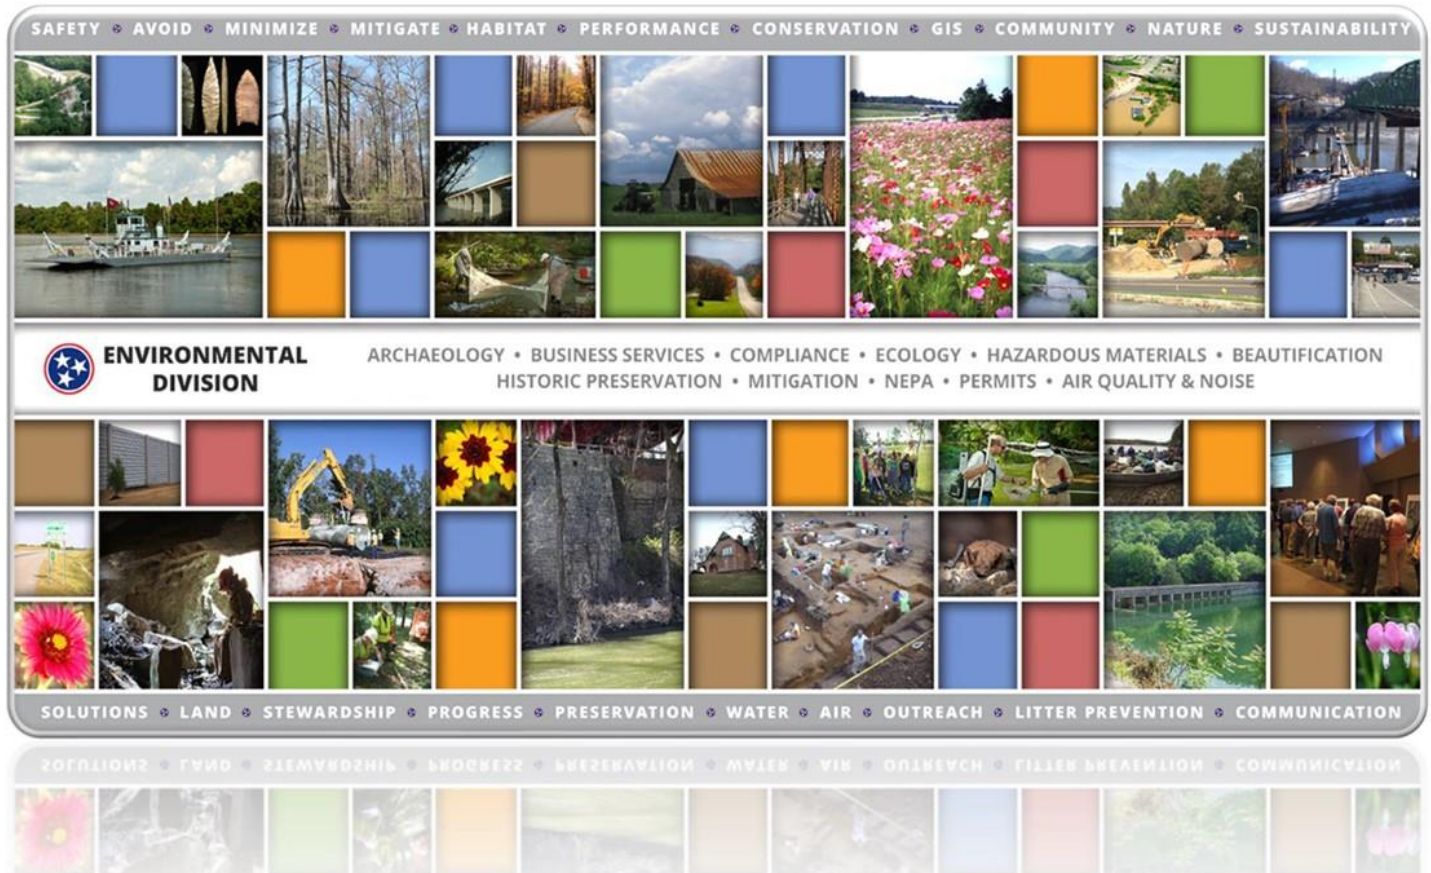 SAFETY • AVOID • MINIMIZE • MITIGATE • HABITAT • PERFORMANCE • CONSERVATION • GIS • COMMUNITY • NATURE • SUSTAINABILITY
ENVIRONMENTAL
DIVISION
ARCHAEOLOGY • BUSINESS SERVICES • COMPLIANCE • ECOLOGY • HAZARDOUS MATERIALS • BEAUTIFICATION
HISTORIC PRESERVATION • MITIGATION • NEPA • PERMITS • AIR QUALITY & NOISE
SOLUTIONS • LAND • STEWARDSHIP • PROGRESS • PRESERVATION • WATER • AIR • OUTREACH • LITTER PREVENTION • COMMUNICATION